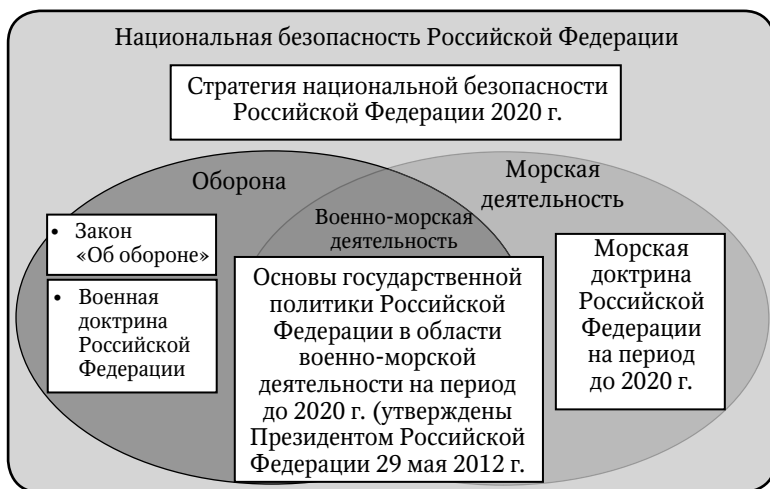 Национальная безопасность Российской Федерации
Стратегия национальной безопасности
Российской Федерации 2020 г.
Оборона
Морская
деятельность
Военно-морская
деятельность
• Закон
«Об обороне»
• Военная
доктрина
Российской
Федерации
Основы государственной
политики Российской
Федерации в области
военно-морской
деятельности на период
до 2020 г. (утверждены
Президентом Российской
Федерации 29 мая 2012 г.
Морская
доктрина
Российской
Федерации
на период
до 2020 г.